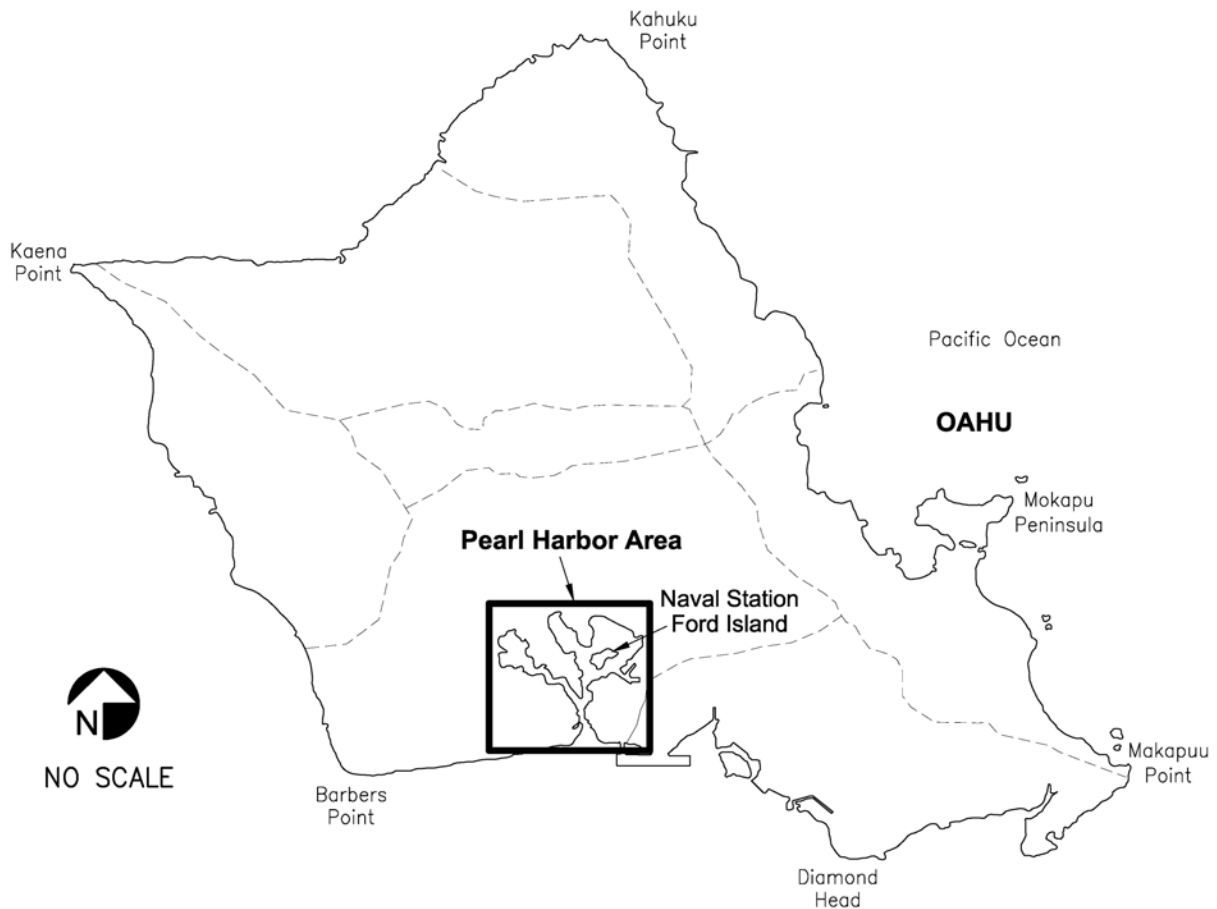 Kahuku
Point
Kaena
Point
Pacific Ocean
OAHU
Mokapu
Peninsula
Pearl Harbor Area
Naval Station
Ford Island
N
NO SCALE
Makapuu
Point
Barbers
Point
Diamond
Head